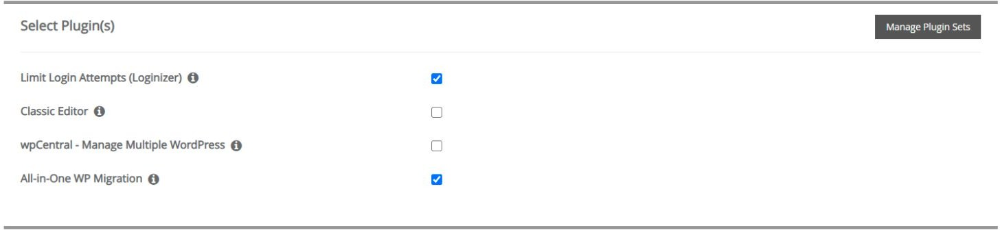 Select Plugin(s)
Manage Plugin Sets
Limit Login Attempts (Loginizer)
Classic Editor
wpCentral - Manage Multiple WordPress
All-in-One WP Migration